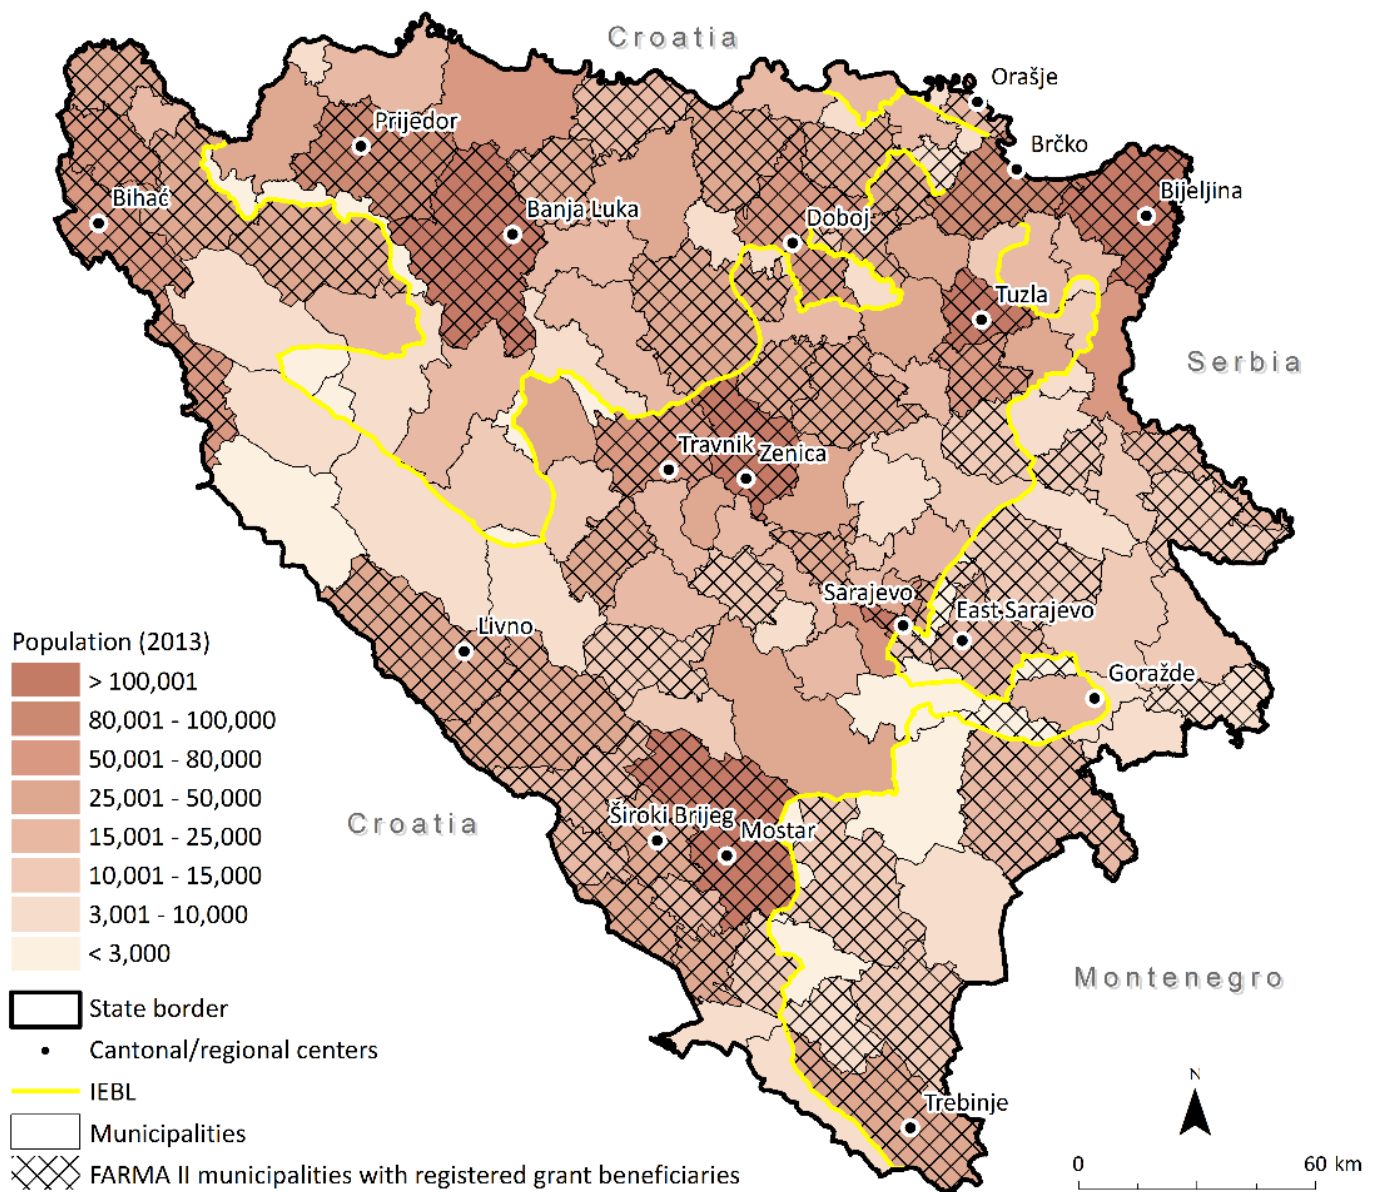 Croatia
Orašje
Prijedor
Brčko
Bihać
Bijeljina
Banja Luka
Doboj
Tuzla
Serbia
Travnik
Zenica
Sarajevo
East Sarajevo
Livno
Goražde
Population (2013)
> 100,001
80,001 - 100,000
50,001 - 80,000
25,001 - 50,000
15,001 - 25,000
10,001 - 15,000
3,001 - 10,000
< 3,000
Croatia
Široki Brijeg
Mostar
Montenegro
State border
Cantonal/regional centers
IEBL
Municipalities
FARMA II municipalities with registered grant beneficiaries
Trebinje
N
0 60 km